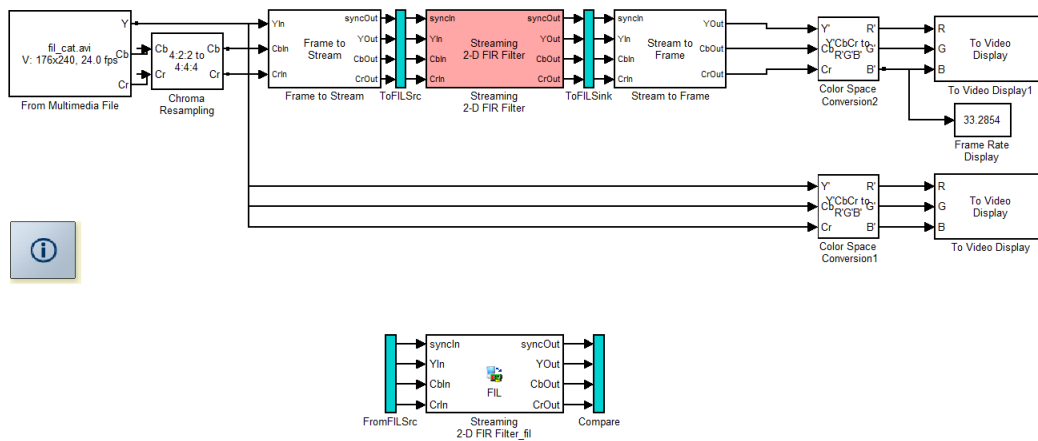 fil_cat.avi
V: 176x240, 24.0 fps
Y
Cb
Cr
From Multimedia File
Cb
Cr
4:2:2 to
4:4:4
Cb
Cr
Chroma
Resampling
YIn
CbIn
CrIn
Frame to
Stream
syncOut
YOut
CbOut
CrOut
Frame to Stream
ToFILSrc
syncIn
YIn
CbIn
CrIn
Streaming
2-D FIR Filter
syncOut
YOut
CbOut
CrOut
Streaming
2-D FIR Filter
ToFILSink
syncIn
YIn
CbIn
CrIn
Stream to
Frame
YOut
CbOut
CrOut
Stream to Frame
Y'
Cb
Cr
Y'CbCr to
R'G'B'
R'
G'
B'
Color Space
Conversion2
R
G
B
To Video
Display
To Video Display1
33.2854
Frame Rate
Display
Y'
Cb
Cr
Y'CbCr to
R'G'B'
R'
G'
B'
Color Space
Conversion1
R
G
B
To Video
Display
To Video Display
i
FromFILSrc
syncIn
YIn
CbIn
CrIn
FIL
syncOut
YOut
CbOut
CrOut
Streaming
2-D FIR Filter_fil
Compare